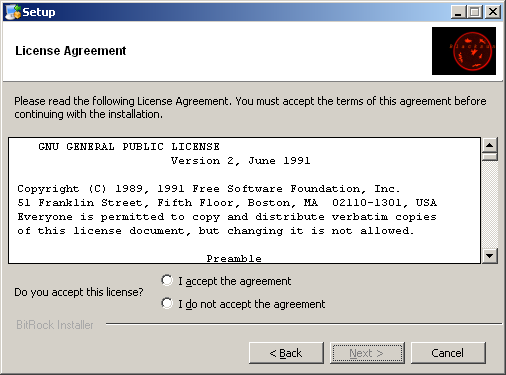 Setup
License Agreement
Please read the following License Agreement. You must accept the terms of this agreement before
continuing with the installation.
GNU GENERAL PUBLIC LICENSE
Version 2, June 1991
Copyright (C) 1989, 1991 Free Software Foundation, Inc.
51 Franklin Street, Fifth Floor, Boston, MA  02110-1301, USA
Everyone is permitted to copy and distribute verbatim copies
of this license document, but changing it is not allowed.
Preamble
Do you accept this license?
I accept the agreement
I do not accept the agreement
BitRock Installer
< Back
Next >
Cancel